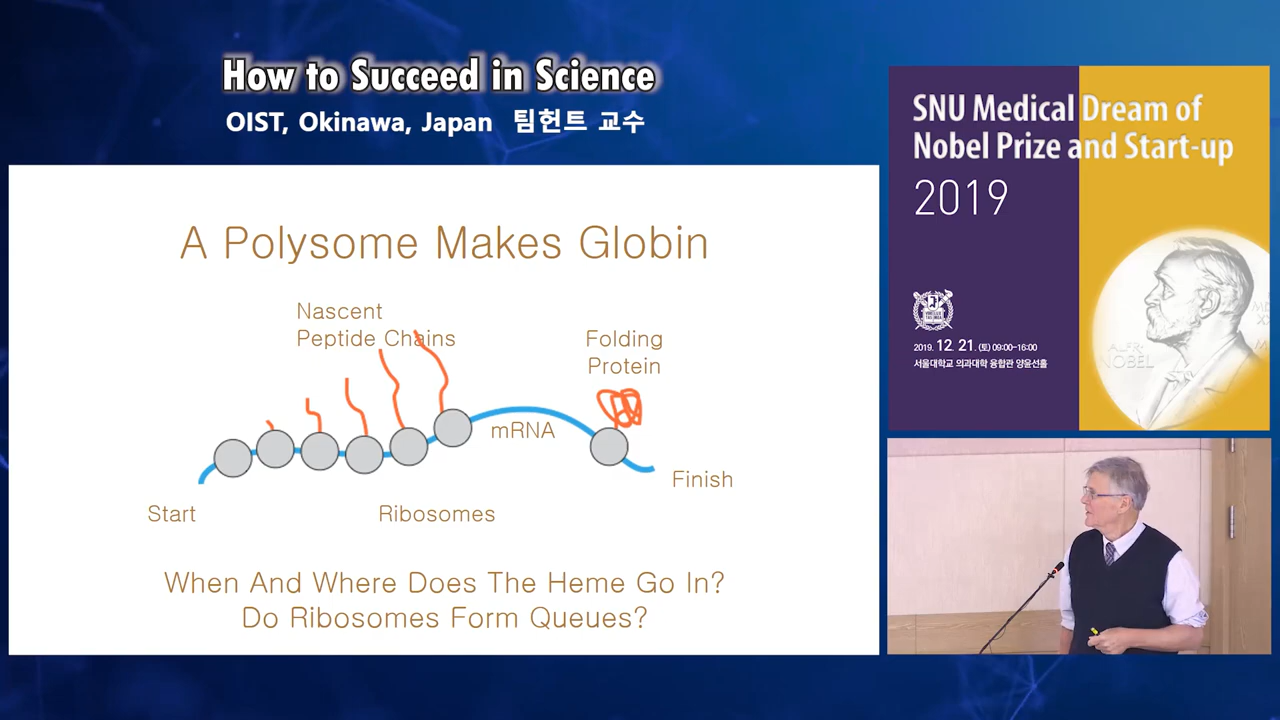 How to Succeed in Science
OIST, Okinawa, Japan 팀헌트 교수
A Polysome Makes Globin
Nascent
Peptide Chains
Folding
Protein
mRNA
Finish
Start
Ribosomes
When And Where Does The Heme Go In?
Do Ribosomes Form Queues?
SNU Medical Dream of
Nobel Prize and Start-up
2019
2019. 12. 21. (토) 09:00-16:00
서울대학교 의과대학 융합관 양윤선홀
ALFR.
NOBEL